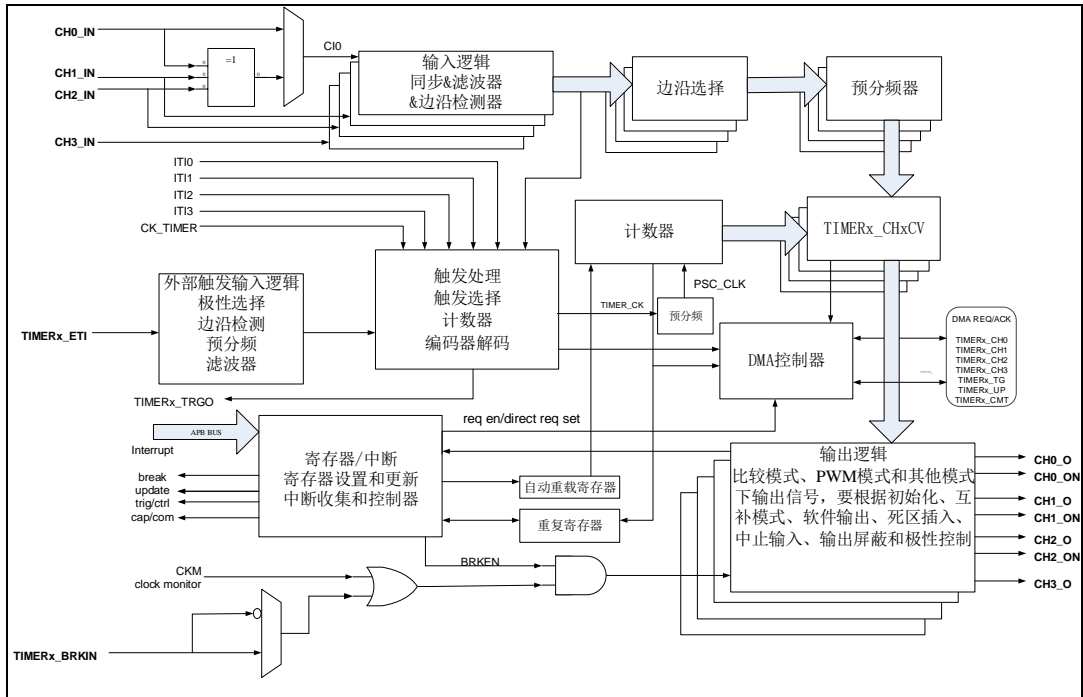 CH0_IN
CH1_IN
CH2_IN
CH3_IN
=1
CI0
输入逻辑
同步&滤波器
&边沿检测器
边沿选择
预分频器
ITI0
ITI1
ITI2
ITI3
CK_TIMER
计数器
TIMERx_CHxCV
外部触发输入逻辑
极性选择
边沿检测
预分频
滤波器
TIMERx_ETI
触发处理
触发选择
计数器
编码器解码
TIMER_CK
PSC_CLK
预分频
DMA控制器
DMA REQ/ACK
TIMERx_CH0
TIMERx_CH1
TIMERx_CH2
TIMERx_CH3
TIMERx_TG
TIMERx_UP
TIMERx_CMT
TIMERx_TRGO
req en/direct req set
APB BUS
Interrupt
break
update
trig/ctrl
cap/com
寄存器/中断
寄存器设置和更新
中断收集和控制器
自动重载寄存器
重复寄存器
输出逻辑
比较模式、PWM模式和其他模式
下输出信号，要根据初始化、互
补模式、软件输出、死区插入、
中止输入、输出屏蔽和极性控制
CH0_O
CH0_ON
CH1_O
CH1_ON
CH2_O
CH2_ON
CH3_O
BRKEN
CKM
clock monitor
TIMERx_BRKIN